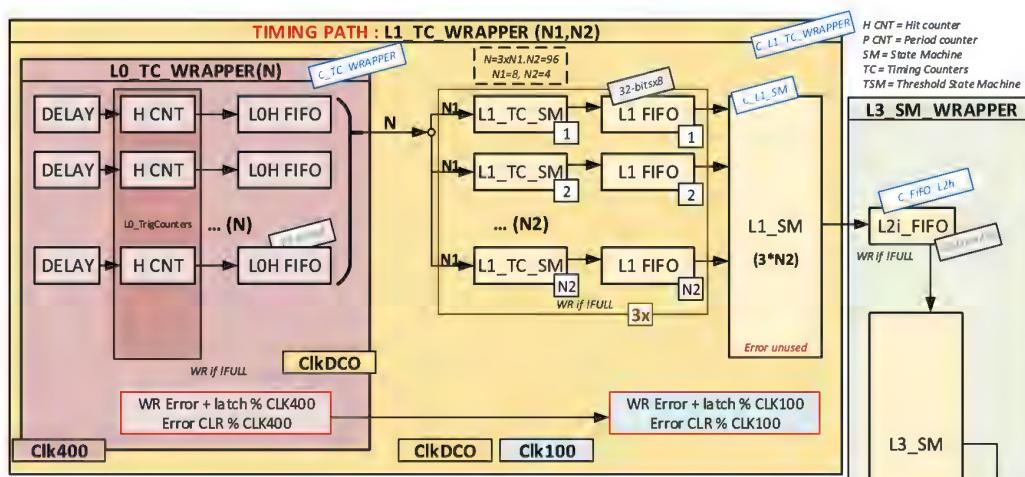 TIMING PATH : L1_TC_WRAPPER (N1,N2)
C_L1_TC_WRAPPER
H CNT = Hit counter
P CNT = Period counter
SM = State Machine
TC = Timing Counters
TSM = Threshold State Machine
L0_TC_WRAPPER(N)
C_TC_WRAPPER
N=3xN1.N2=96
N1=8, N2=4
32-bitsx8
C_L1_SM
L3_SM_WRAPPER
DELAY
H CNT
L0H FIFO
N
N1
L1_TC_SM
1
L1 FIFO
1
DELAY
H CNT
L0H FIFO
N1
L1_TC_SM
2
L1 FIFO
2
C_FIFO_L2h
L0_TrigCounters
... (N)
... (N2)
L1_SM
(3*N2)
L2i_FIFO
WR if !FULL
DELAY
H CNT
L0H FIFO
N1
L1_TC_SM
N2
L1 FIFO
N2
WR if !FULL
3x
Error unused
WR if !FULL
ClkDCO
WR Error + latch % CLK400
Error CLR % CLK400
WR Error + latch % CLK100
Error CLR % CLK100
Clk400
ClkDCO
Clk100
L3_SM